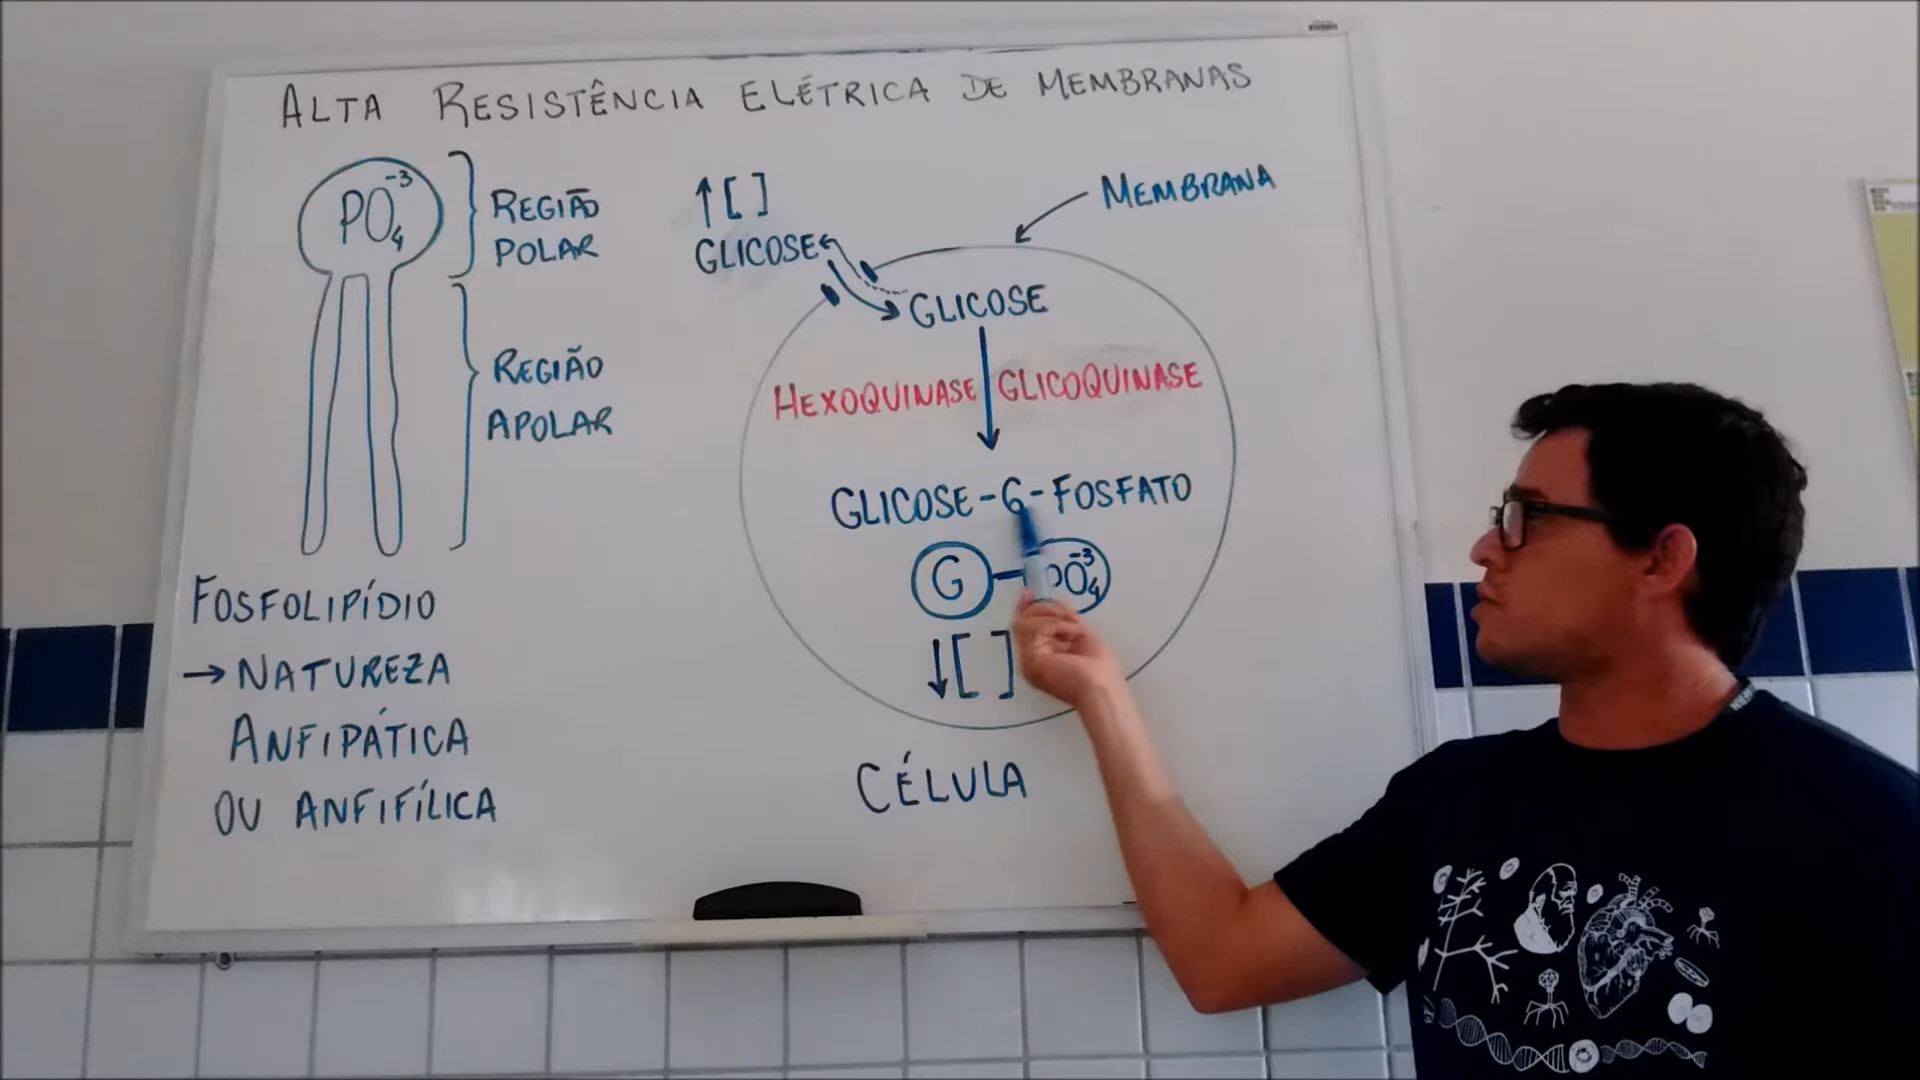 ALTA RESISTÊNCIA ELÉTRICA DE MEMBRANAS
PO₄⁻³
REGIÃO
POLAR
REGIÃO
APOLAR
FOSFOLIPÍDIO
→ NATUREZA
ANFIPÁTICA
OU ANFIFÍLICA
↑[ ]
GLICOSE
MEMBRANA
GLICOSE
HEXOQUINASE GLICOQUINASE
GLICOSE-6-FOSFATO
G PO₄⁻³
↓[ ]
CÉLULA